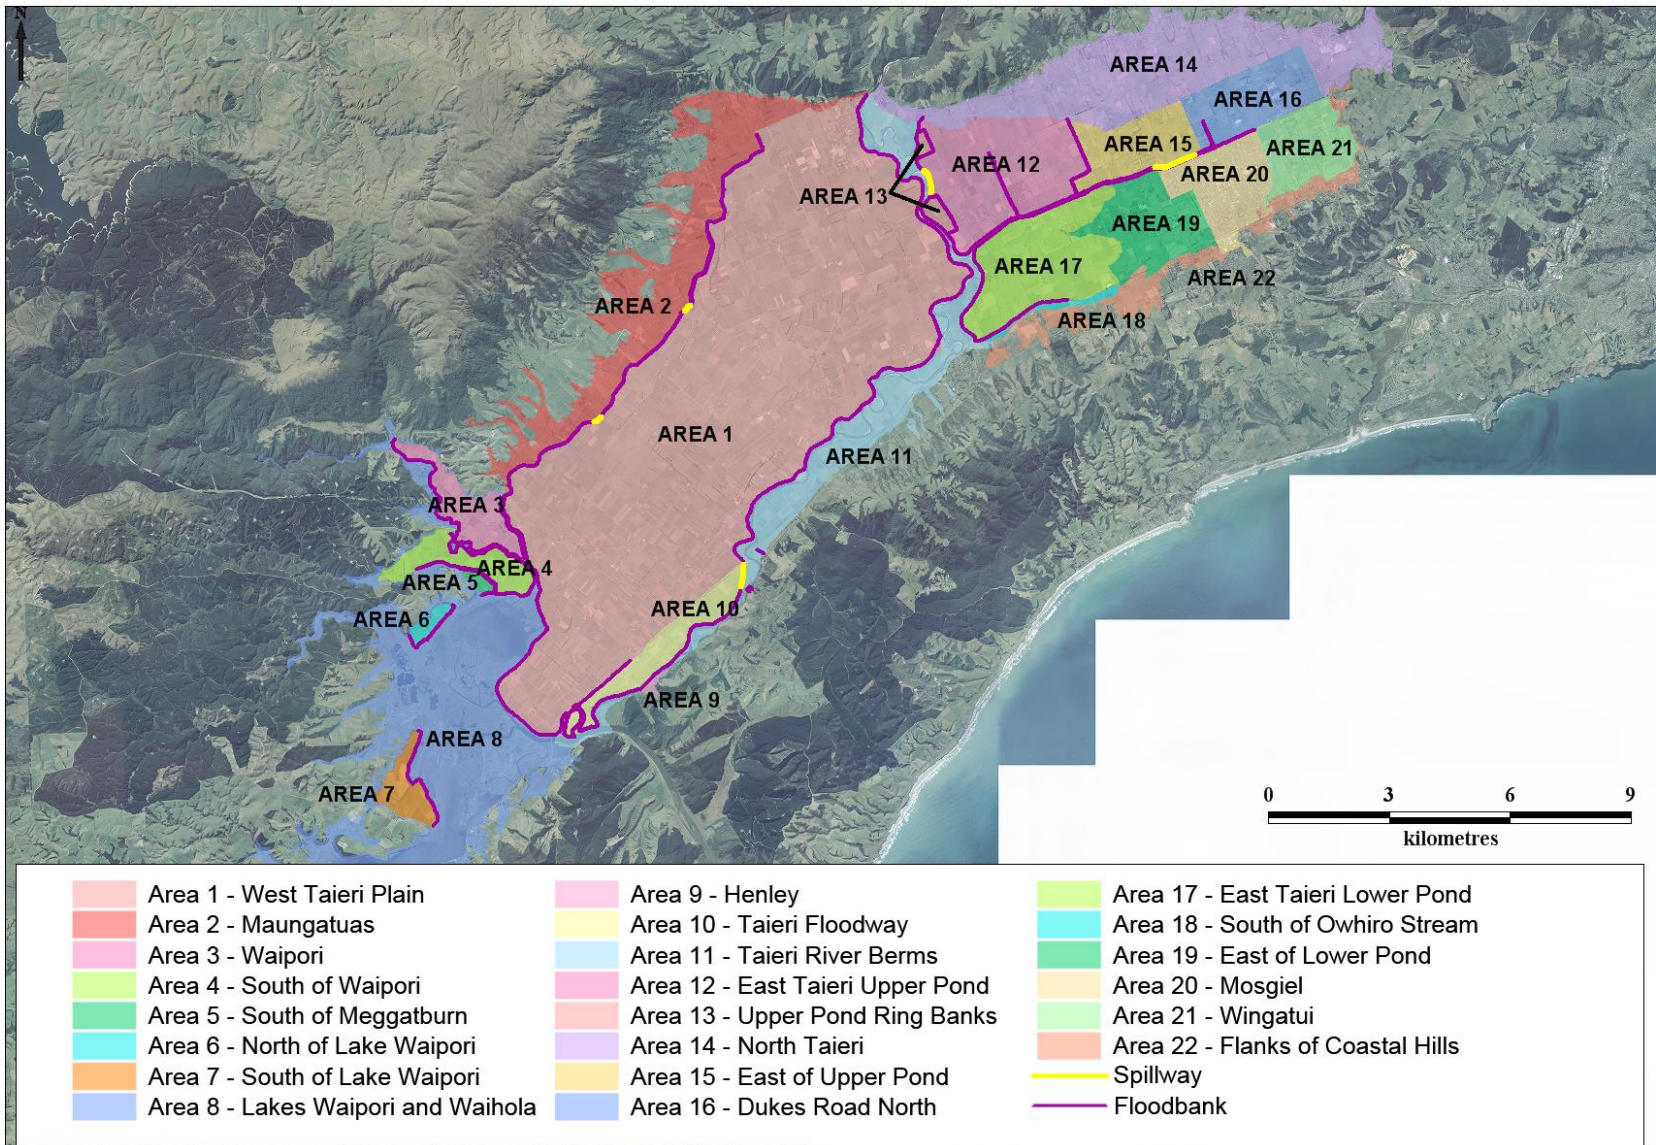 N
AREA 14
AREA 16
AREA 15
AREA 21
AREA 12
AREA 20
AREA 13
AREA 19
AREA 17
AREA 22
AREA 2
AREA 18
AREA 1
AREA 11
AREA 3
AREA 4
AREA 5
AREA 10
AREA 6
AREA 9
AREA 8
AREA 7
0 3 6 9
kilometres
Area 1 - West Taieri Plain
Area 2 - Maungatuas
Area 3 - Waipori
Area 4 - South of Waipori
Area 5 - South of Meggatburn
Area 6 - North of Lake Waipori
Area 7 - South of Lake Waipori
Area 8 - Lakes Waipori and Waihola
Area 9 - Henley
Area 10 - Taieri Floodway
Area 11 - Taieri River Berms
Area 12 - East Taieri Upper Pond
Area 13 - Upper Pond Ring Banks
Area 14 - North Taieri
Area 15 - East of Upper Pond
Area 16 - Dukes Road North
Area 17 - East Taieri Lower Pond
Area 18 - South of Owhiro Stream
Area 19 - East of Lower Pond
Area 20 - Mosgiel
Area 21 - Wingatui
Area 22 - Flanks of Coastal Hills
Spillway
Floodbank